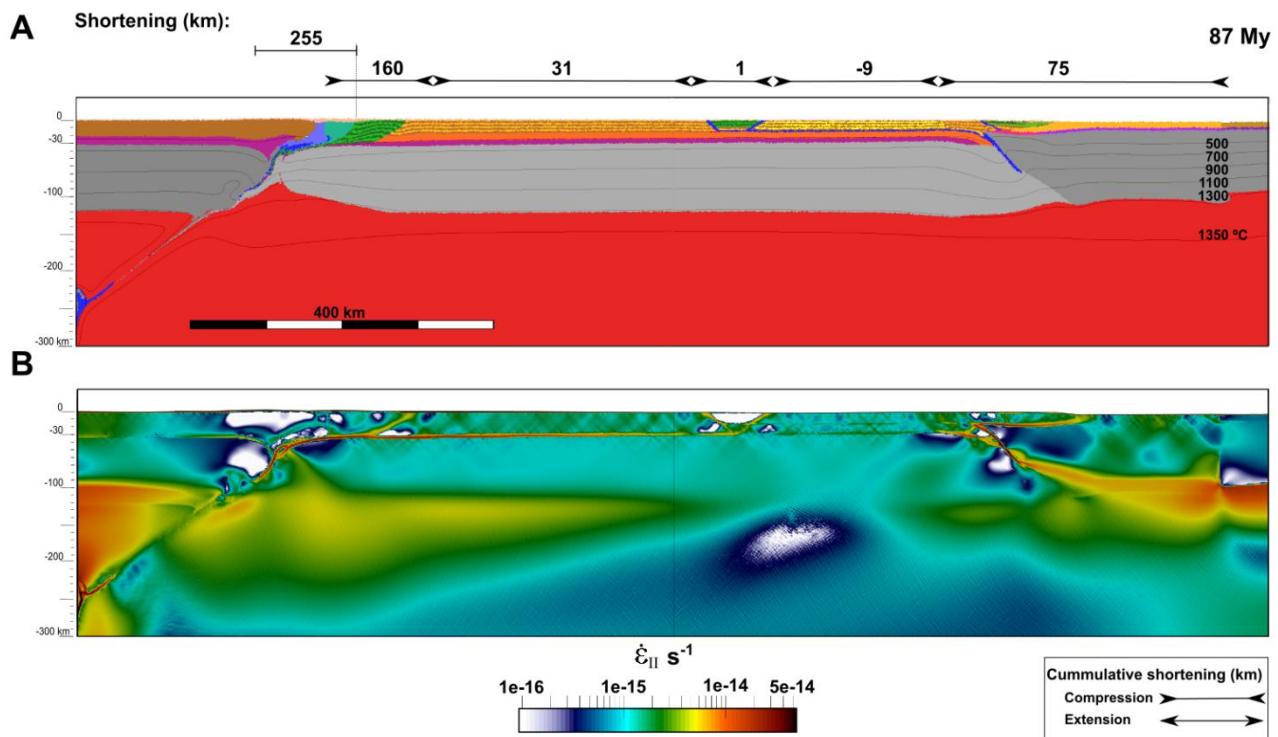 A
Shortening (km):
87 My
255
160 31 1 -9 75
0
-30
-100
-200
-300 km
500
700
900
1100
1300
1350 ºC
400 km
B
0
-30
-100
-200
-300 km
ε̇II s-1
1e-16 1e-15 1e-14 5e-14
Cummulative shortening (km)
Compression
Extension